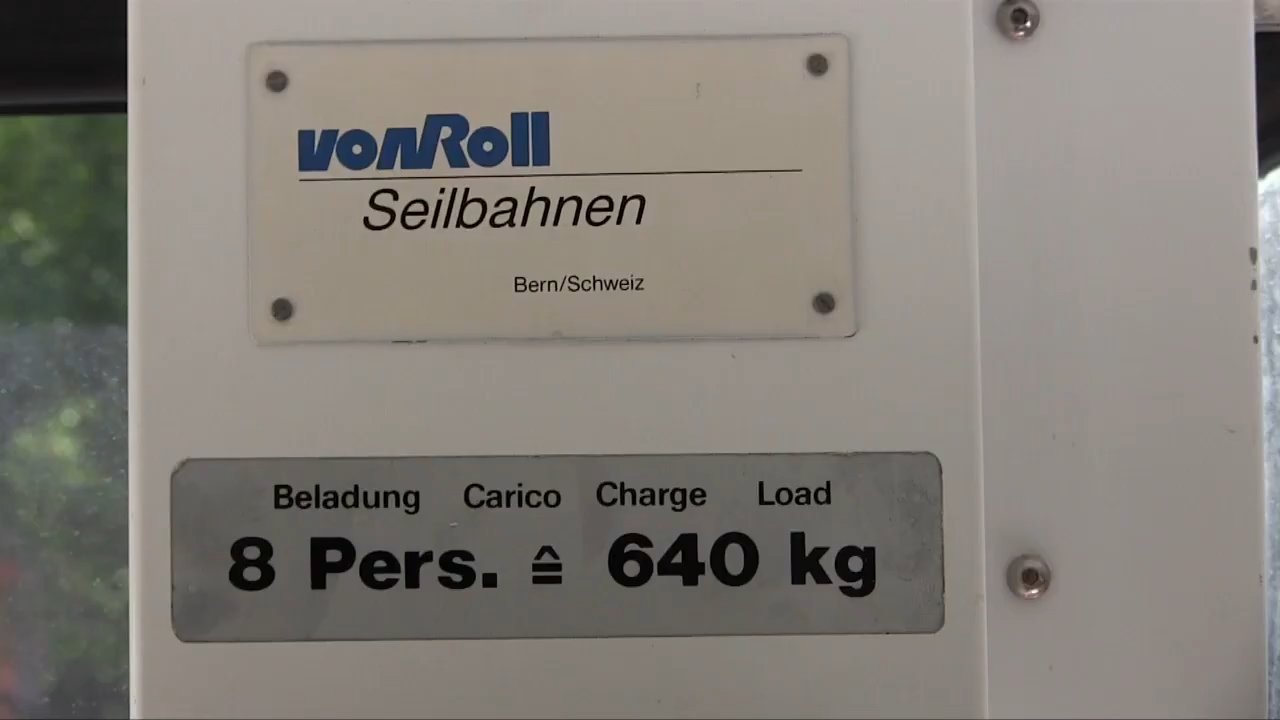 vonRoll
Seilbahnen
Bern/Schweiz
Beladung Carico Charge Load
8 Pers. ≙ 640 kg